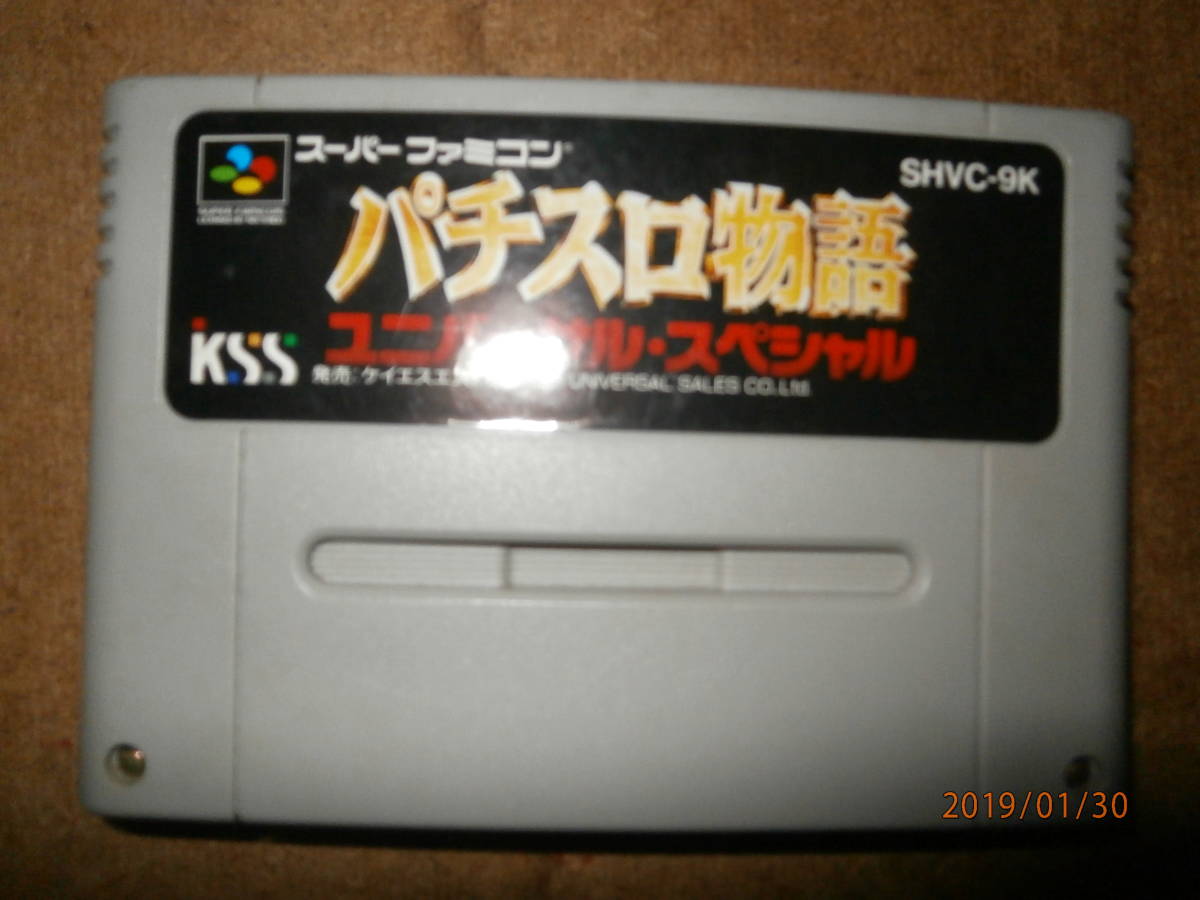 スーパーファミコン
SHVC-9K
パチスロ物語
ユニバーサル・スペシャル
KSS
発売:ケイエスエス UNIVERSAL SALES CO.Ltd.
2019/01/30